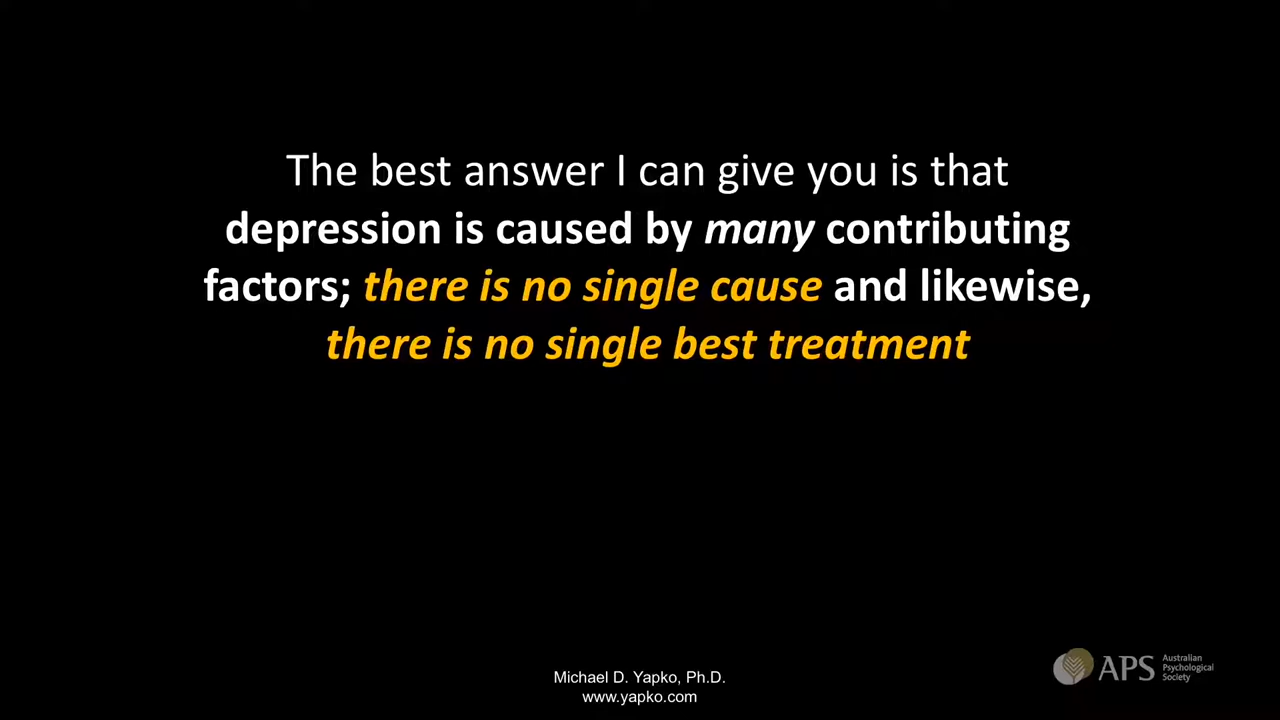 The best answer I can give you is that
depression is caused by many contributing
factors; there is no single cause and likewise,
there is no single best treatment
Michael D. Yapko, Ph.D.
www.yapko.com
APS
Australian
Psychological
Society